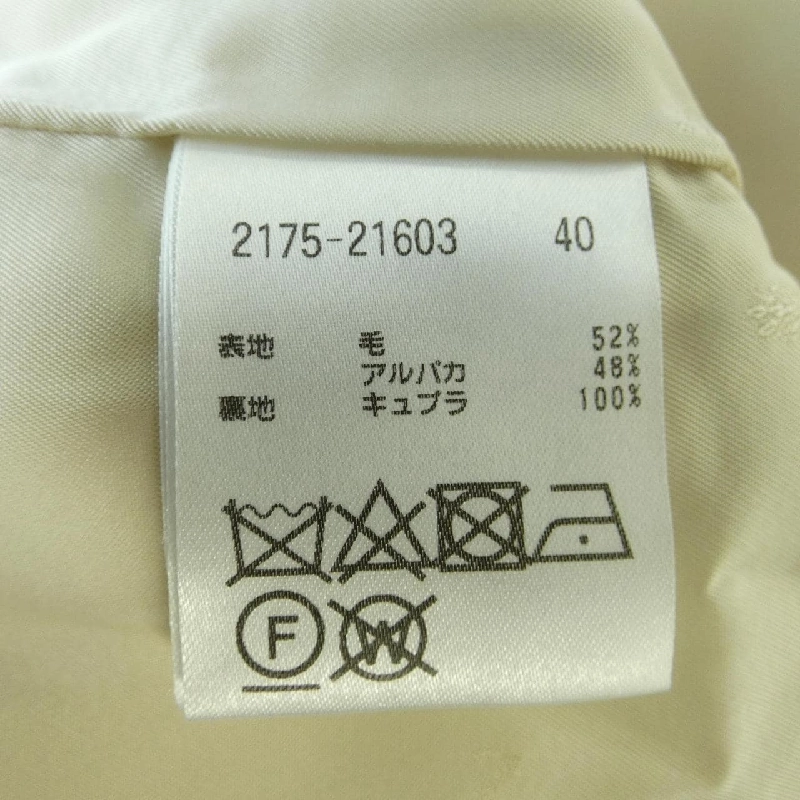 2175-21603 40
表地 毛 52%
アルパカ 48%
裏地 キュプラ 100%
F W